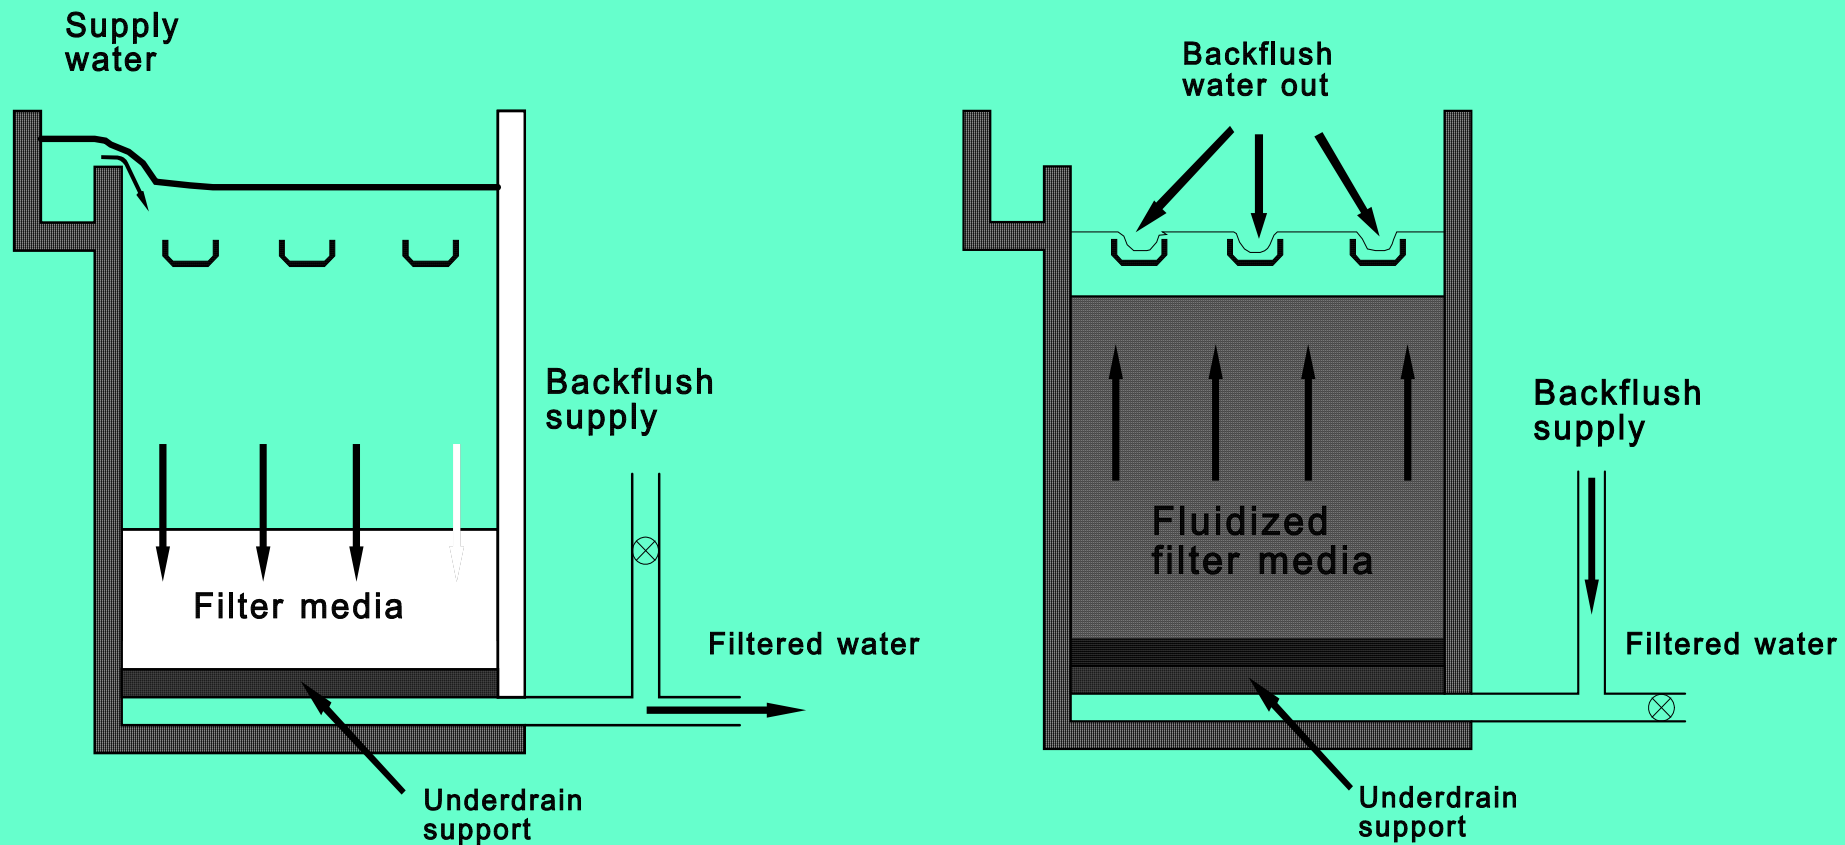 Supply
water
Backflush
supply
Filter media
Filtered water
Underdrain
support
Backflush
water out
Backflush
supply
Fluidized
filter media
Filtered water
Underdrain
support